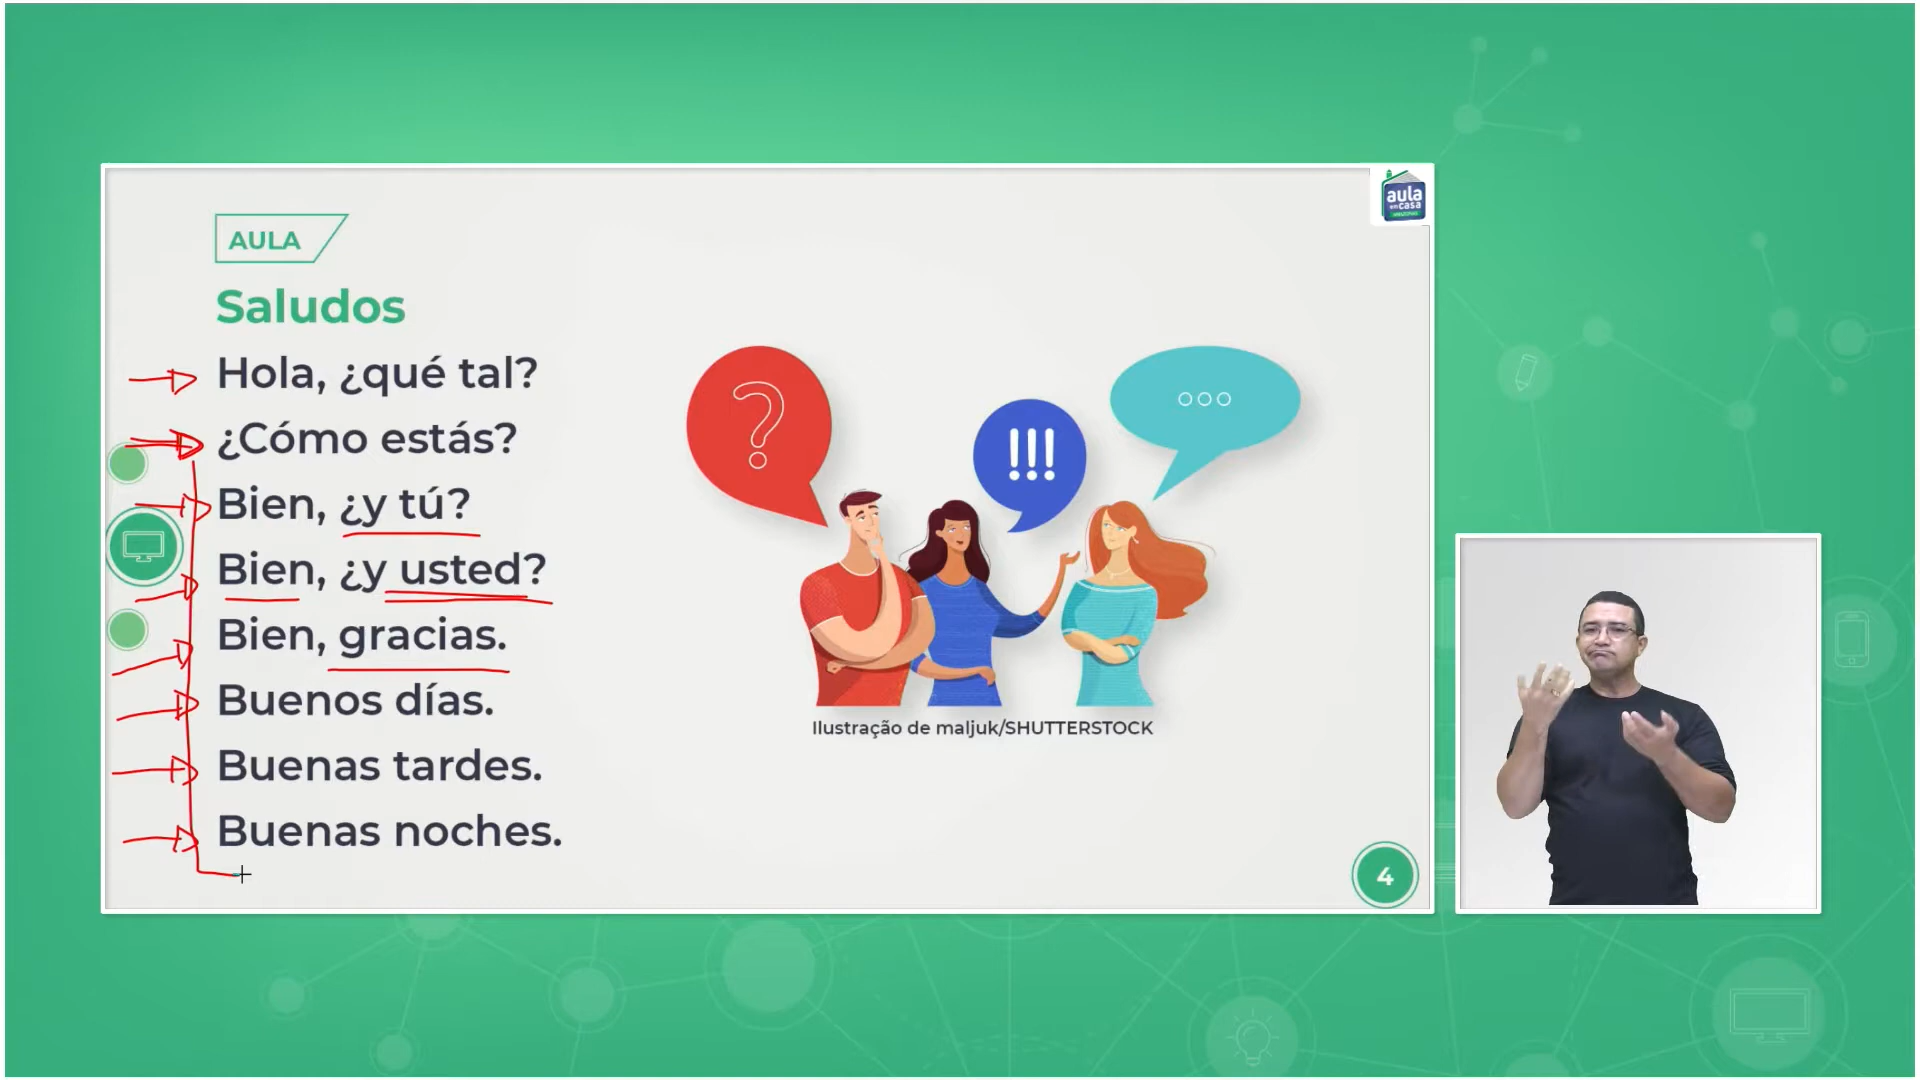 aula
em casa
AULA
Saludos
Hola, ¿qué tal?
¿Cómo estás?
Bien, ¿y tú?
Bien, ¿y usted?
Bien, gracias.
Buenos días.
Buenas tardes.
Buenas noches.
?
!!!
Ilustração de maljuk/SHUTTERSTOCK
4